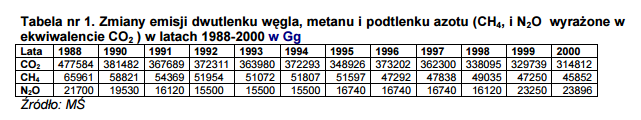 Tabela nr 1. Zmiany emisji dwutlenku węgla, metanu i podtlenku azotu (CH4, i N2O wyrażone w
ekwiwalencie CO2 ) w latach 1988-2000 w Gg
Lata 1988 1990 1991 1992 1993 1994 1995 1996 1997 1998 1999 2000
CO2 477584 381482 367689 372311 363980 372293 348926 373202 362300 338095 329739 314812
CH4 65961 58821 54369 51954 51072 51807 51597 47292 47838 49035 47250 45852
N2O 21700 19530 16120 15500 15500 15500 16740 16740 16740 16120 23250 23896
Źródło: MŚ